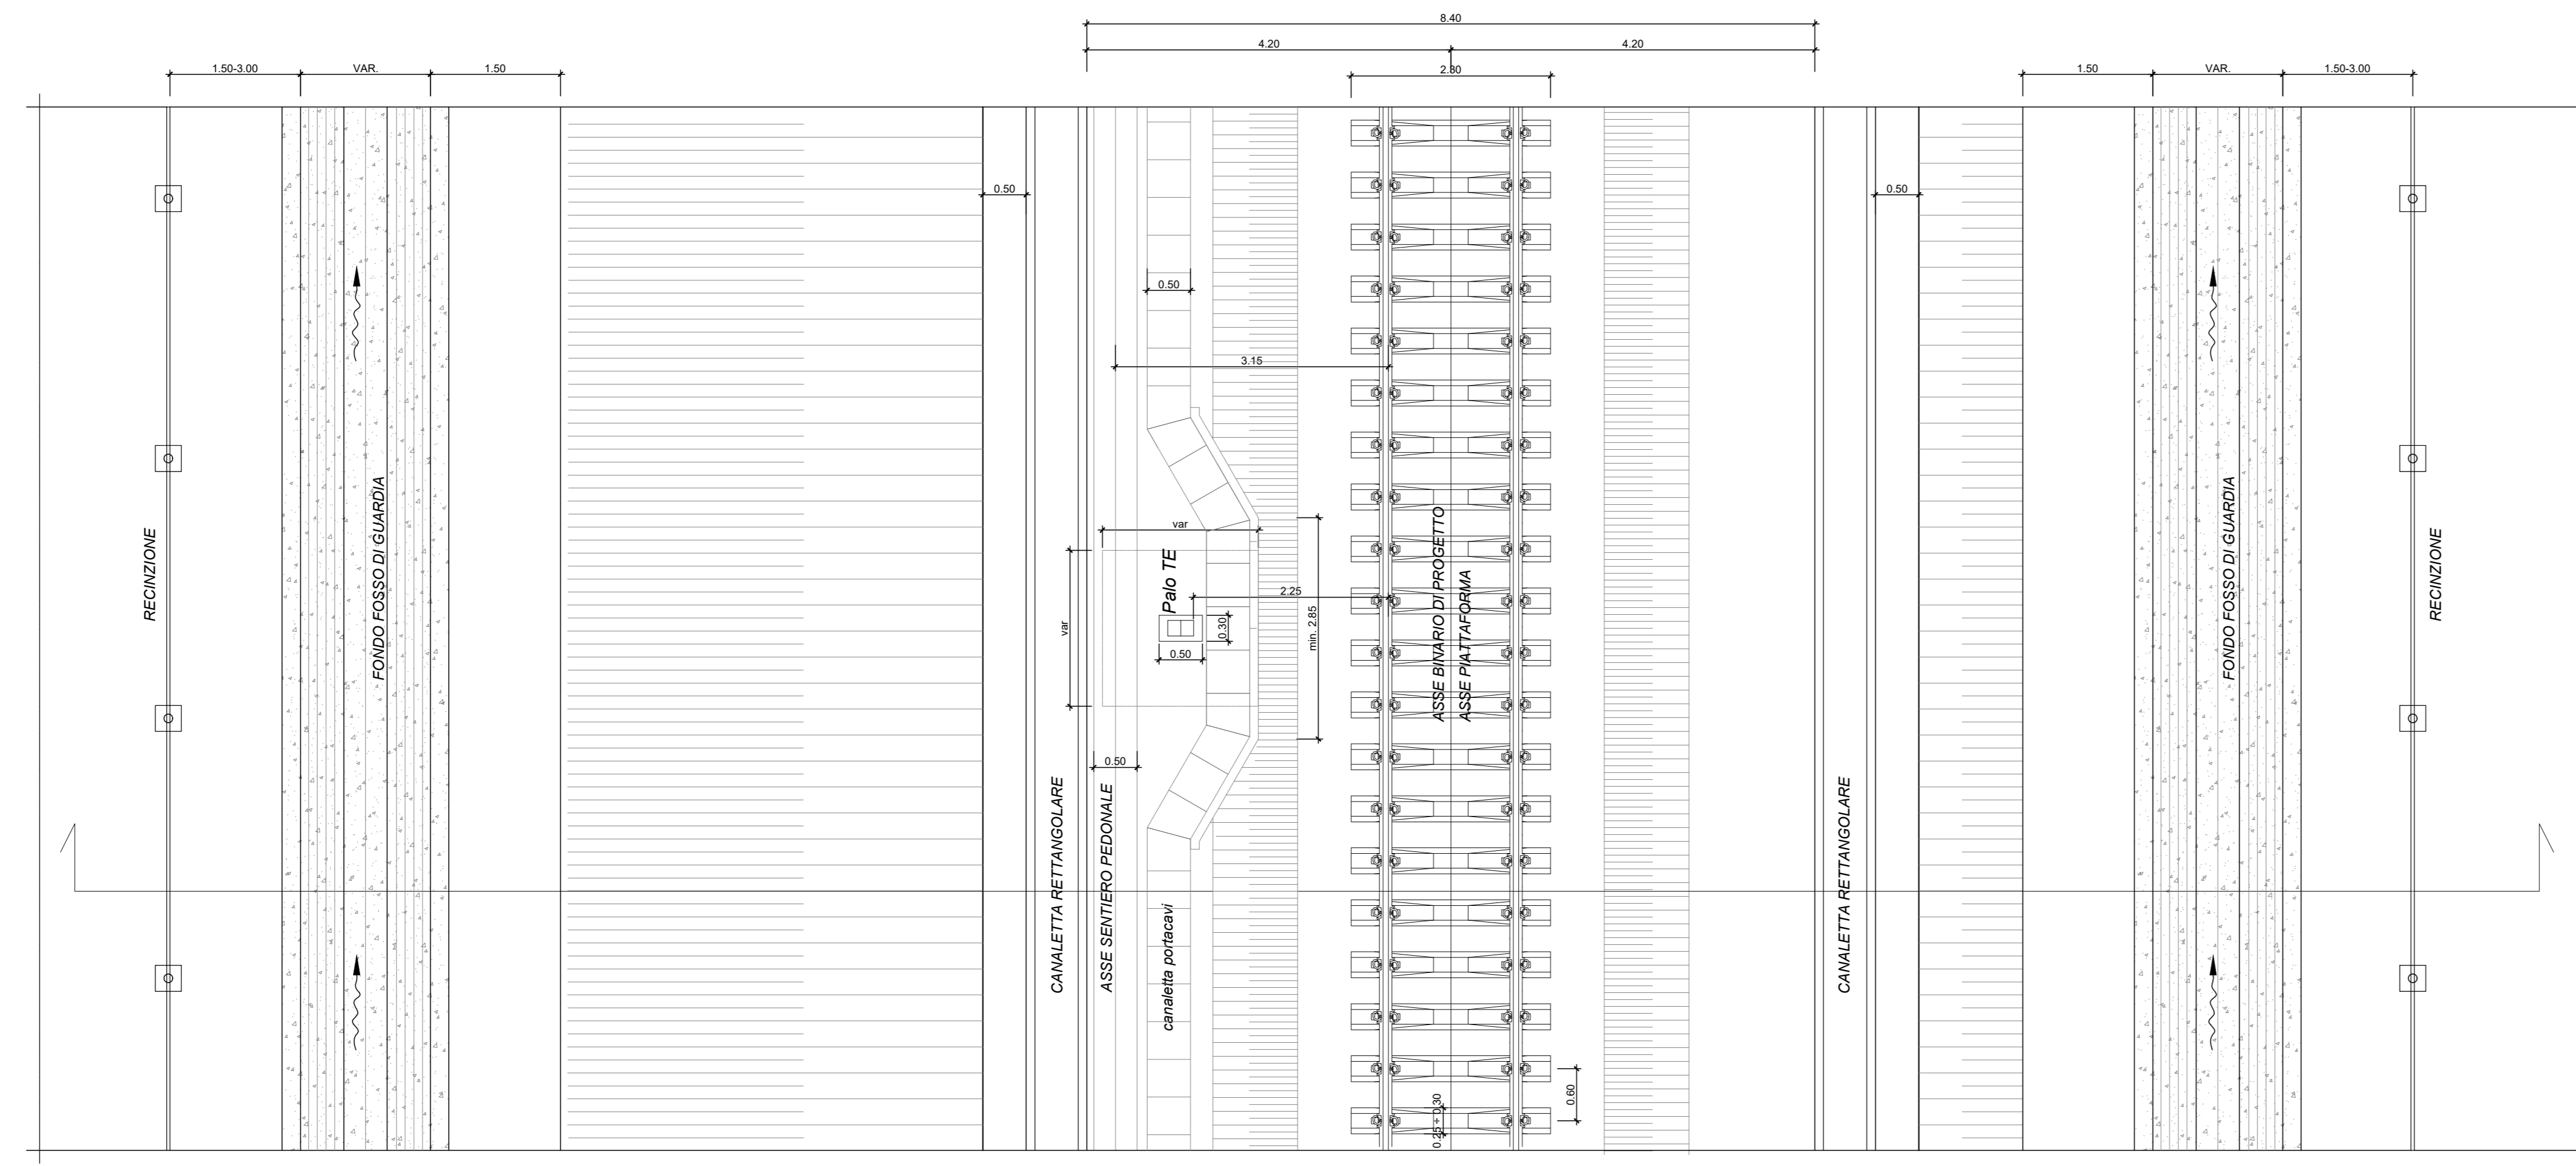 8.40
4.20
4.20
2.80
1.50-3.00
VAR.
1.50
1.50
VAR.
1.50-3.00
0.50
0.50
0.50
3.15
var
var
Palo TE
2.25
0.30
0.50
min. 2.85
0.50
RECINZIONE
FONDO FOSSO DI GUARDIA
CANALETTA RETTANGOLARE
ASSE SENTIERO PEDONALE
canaletta portacavi
ASSE BINARIO DI PROGETTO
ASSE PIATTAFORMA
CANALETTA RETTANGOLARE
FONDO FOSSO DI GUARDIA
RECINZIONE
0.25 ÷ 0.30
0.60